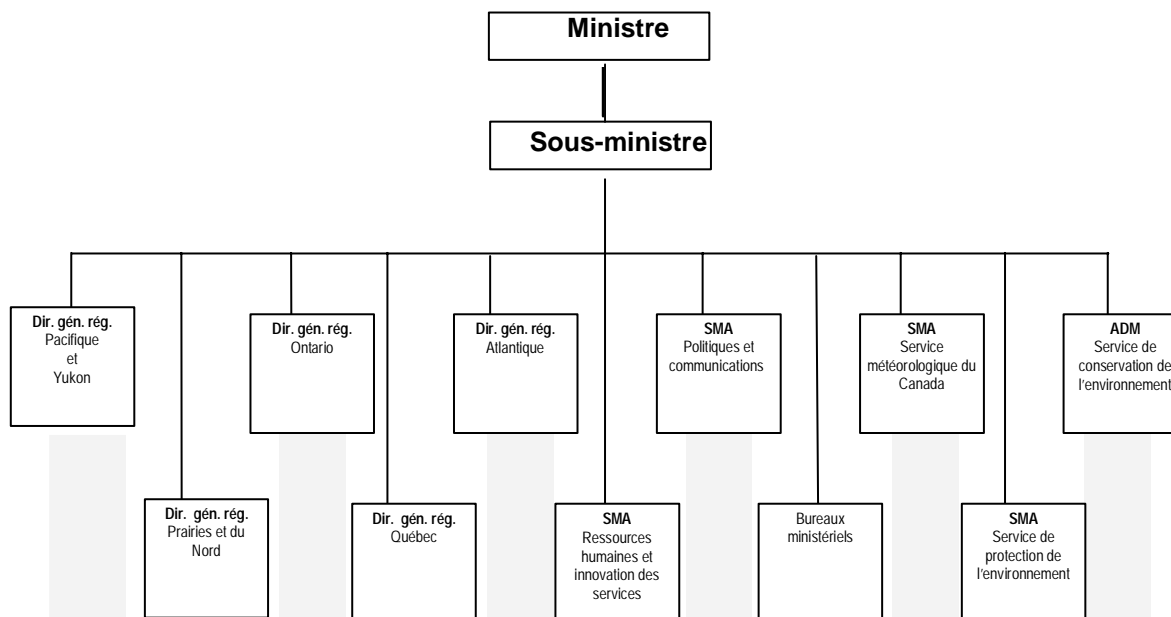 Ministre
Sous-ministre
Dir. gén. rég.
Pacifique
et
Yukon
Dir. gén. rég.
Ontario
Dir. gén. rég.
Atlantique
SMA
Politiques et
communications
SMA
Service
météorologique du
Canada
ADM
Service de
conservation de
l'environnement
Dir. gén. rég.
Prairies et du
Nord
Dir. gén. rég.
Québec
SMA
Ressources
humaines et
innovation des
services
Bureaux
ministériels
SMA
Service de
protection de
l'environnement